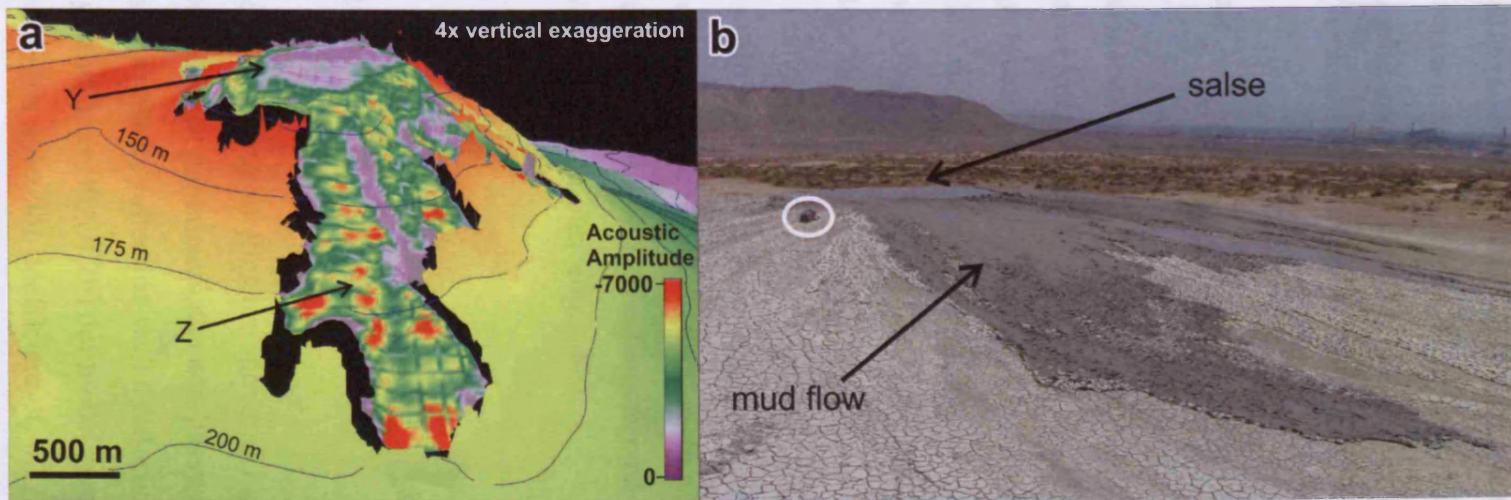 a
4x vertical exaggeration
Y
150 m
175 m
Z
200 m
500 m
Acoustic
Amplitude
-7000
0
b
salse
mud flow